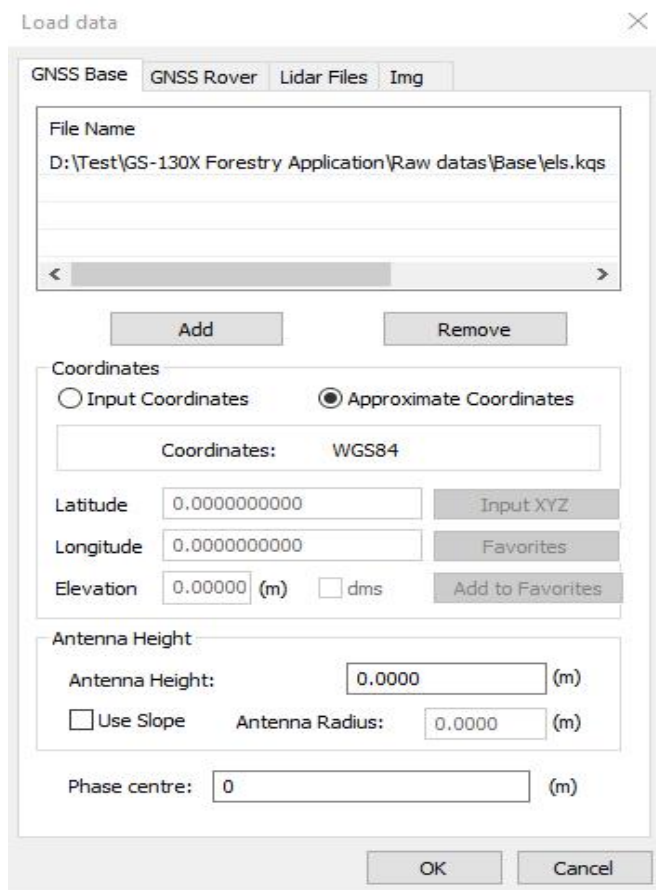 Load data
GNSS Base GNSS Rover Lidar Files Img
File Name
D:\Test\GS-130X Forestry Application\Raw datas\Base\els.kqs
Add Remove
Coordinates
Input Coordinates Approximate Coordinates
Coordinates: WGS84
Latitude 0.0000000000 Input XYZ
Longitude 0.0000000000 Favorites
Elevation 0.00000 (m) dms Add to Favorites
Antenna Height
Antenna Height: 0.0000 (m)
Use Slope Antenna Radius: 0.0000 (m)
Phase centre: 0 (m)
OK Cancel